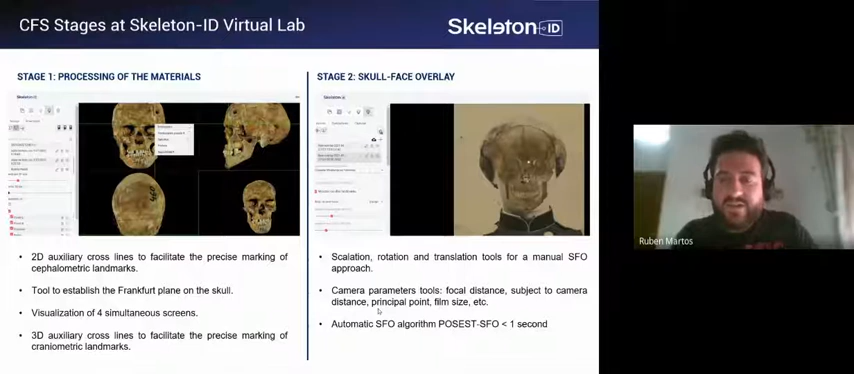 CFS Stages at Skeleton-ID Virtual Lab
Skeleton-ID
STAGE 1: PROCESSING OF THE MATERIALS
STAGE 2: SKULL-FACE OVERLAY
• 2D auxiliary cross lines to facilitate the precise marking of
cephalometric landmarks.
• Tool to establish the Frankfurt plane on the skull.
• Visualization of 4 simultaneous screens.
• 3D auxiliary cross lines to facilitate the precise marking of
craniometric landmarks.
• Scalation, rotation and translation tools for a manual SFO
approach.
• Camera parameters tools: focal distance, subject to camera
distance, principal point, film size, etc.
• Automatic SFO algorithm POSEST-SFO < 1 second
Ruben Martos